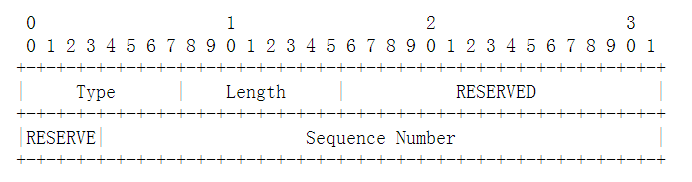 0                   1                   2                   3
0 1 2 3 4 5 6 7 8 9 0 1 2 3 4 5 6 7 8 9 0 1 2 3 4 5 6 7 8 9 0 1
+-+-+-+-+-+-+-+-+-+-+-+-+-+-+-+-+-+-+-+-+-+-+-+-+-+-+-+-+-+-+-+-+
|     Type      |    Length     |           RESERVED            |
+-+-+-+-+-+-+-+-+-+-+-+-+-+-+-+-+-+-+-+-+-+-+-+-+-+-+-+-+-+-+-+-+
|RESERVE|                    Sequence Number                    |
+-+-+-+-+-+-+-+-+-+-+-+-+-+-+-+-+-+-+-+-+-+-+-+-+-+-+-+-+-+-+-+-+